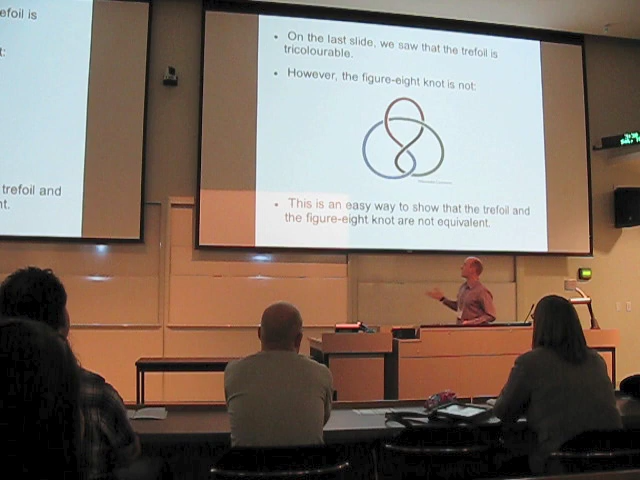 efoil is
t:
trefoil and
nt.
• On the last slide, we saw that the trefoil is
tricolourable.
• However, the figure-eight knot is not:
• This is an easy way to show that the trefoil and
the figure-eight knot are not equivalent.